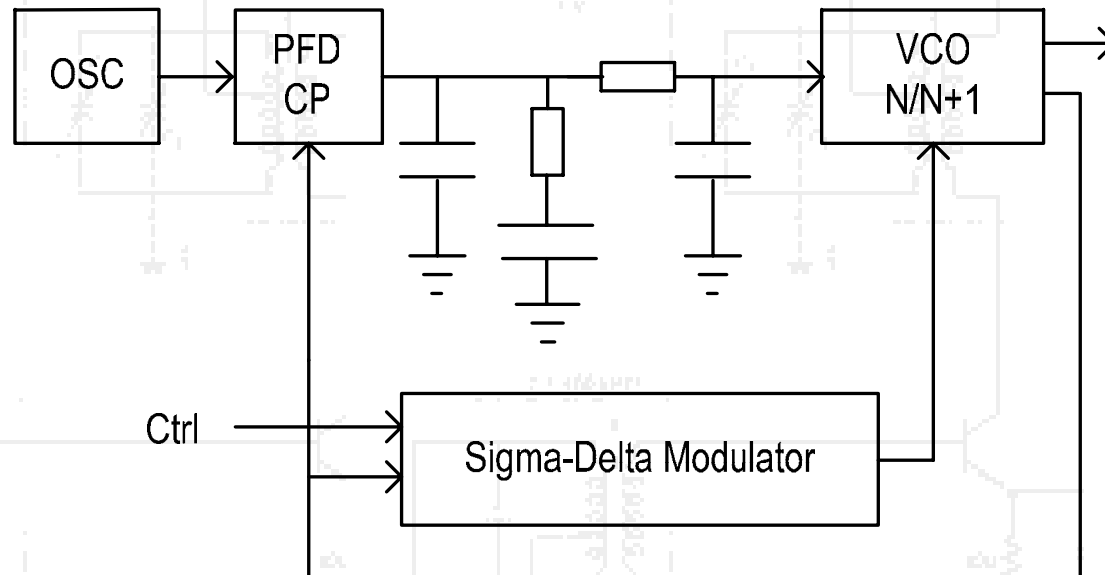 OSC
PFD
CP
VCO
N/N+1
Ctrl
Sigma-Delta Modulator